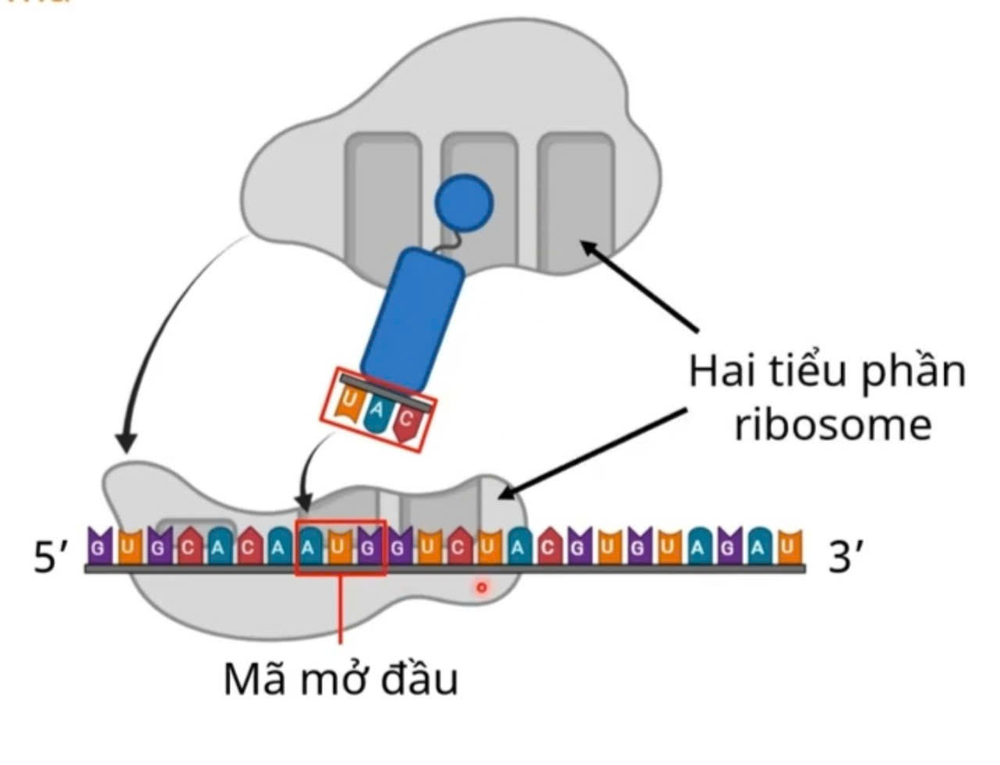 U A C
Hai tiểu phần
ribosome
5’ G U G C A C A A U G G U C U A C G U G U A G A U 3’
Mã mở đầu